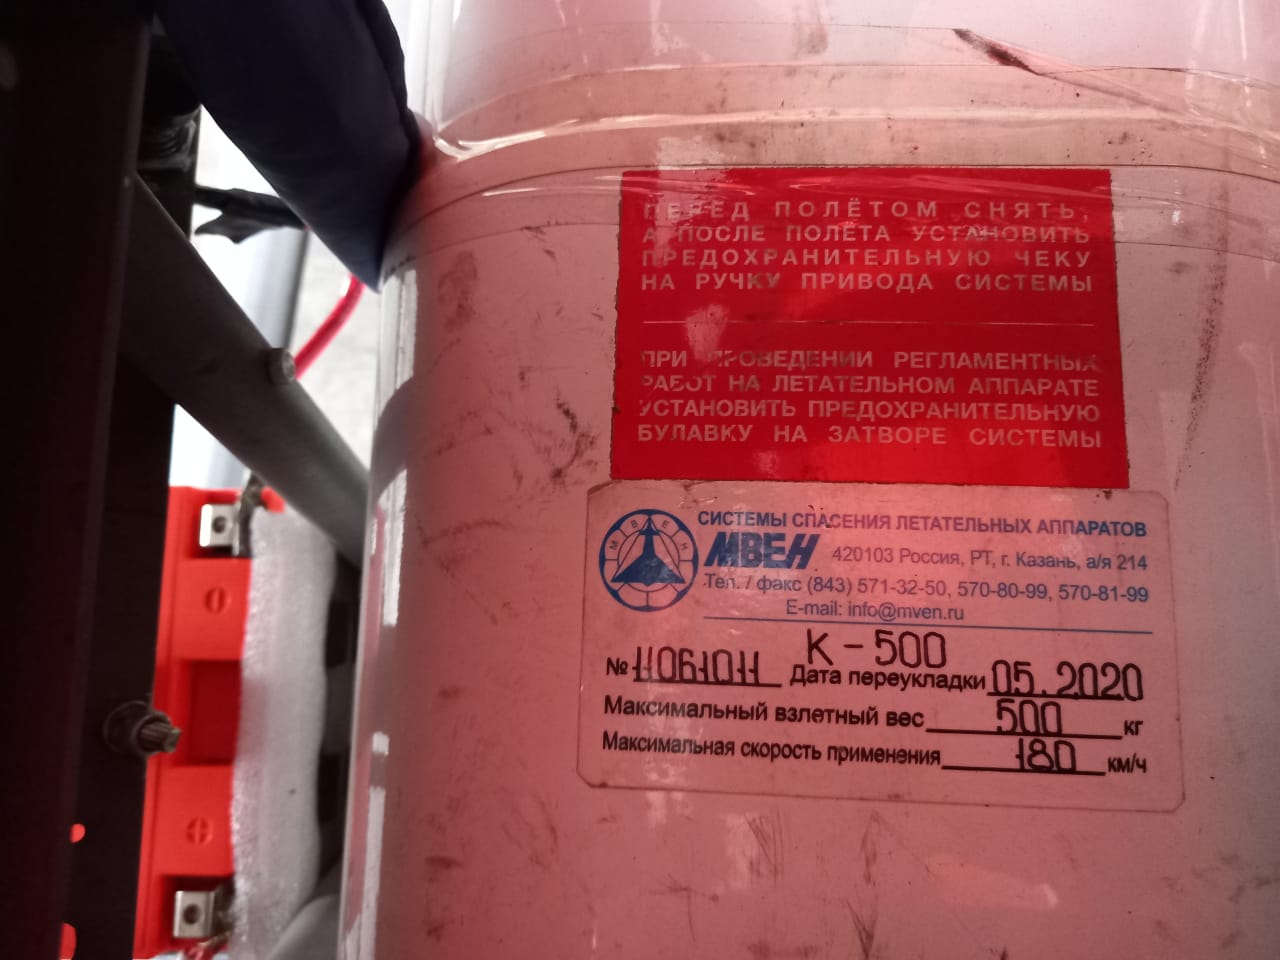 ПЕРЕД ПОЛЁТОМ СНЯТЬ,
А ПОСЛЕ ПОЛЁТА УСТАНОВИТЬ
ПРЕДОХРАНИТЕЛЬНУЮ ЧЕКУ
НА РУЧКУ ПРИВОДА СИСТЕМЫ
ПРИ ПРОВЕДЕНИИ РЕГЛАМЕНТНЫХ
РАБОТ НА ЛЕТАТЕЛЬНОМ АППАРАТЕ
УСТАНОВИТЬ ПРЕДОХРАНИТЕЛЬНУЮ
БУЛАВКУ НА ЗАТВОРЕ СИСТЕМЫ
МВЕН
СИСТЕМЫ СПАСЕНИЯ ЛЕТАТЕЛЬНЫХ АППАРАТОВ
МВЕН 420103 Россия, РТ, г. Казань, а/я 214
Тел. / факс (843) 571-32-50, 570-80-99, 570-81-99
E-mail: info@mven.ru
К-500
№ 11061011 Дата переукладки 05.2020
Максимальный взлетный вес 500 кг
Максимальная скорость применения 180 км/ч